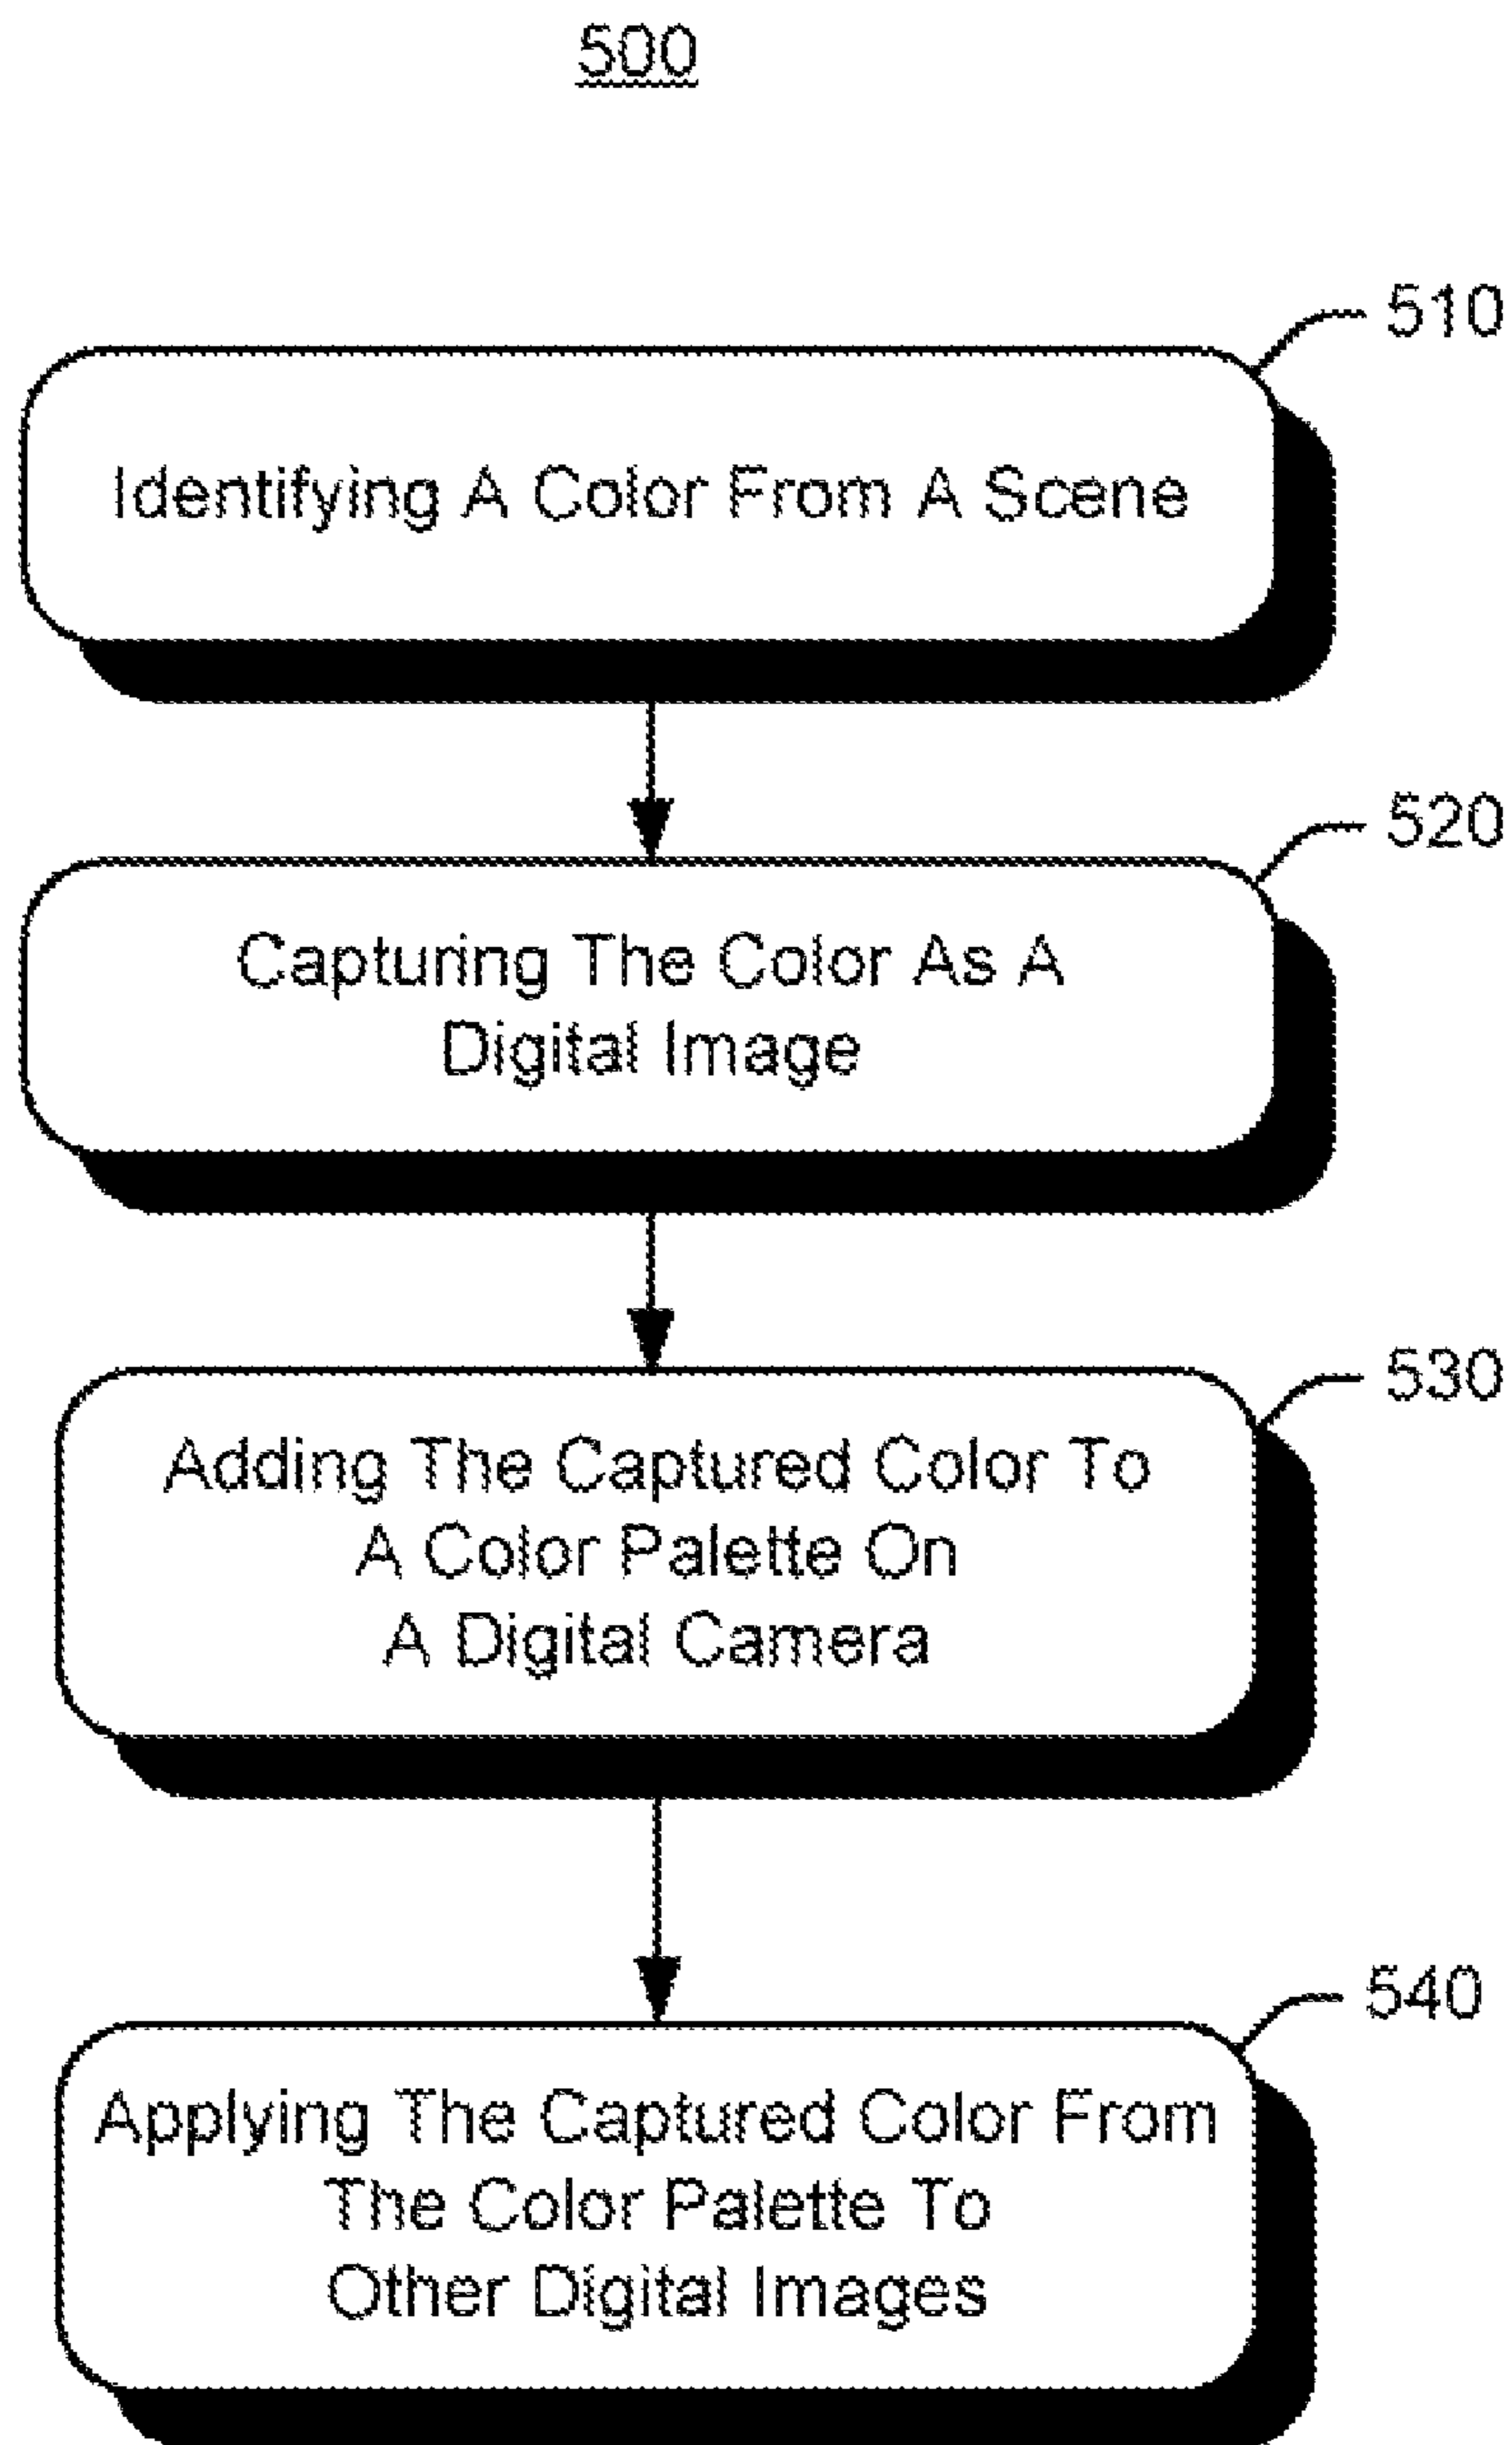 500
510
Identifying A Color From A Scene
520
Capturing The Color As A
Digital Image
530
Adding The Captured Color To
A Color Palette On
A Digital Camera
540
Applying The Captured Color From
The Color Palette To
Other Digital Images